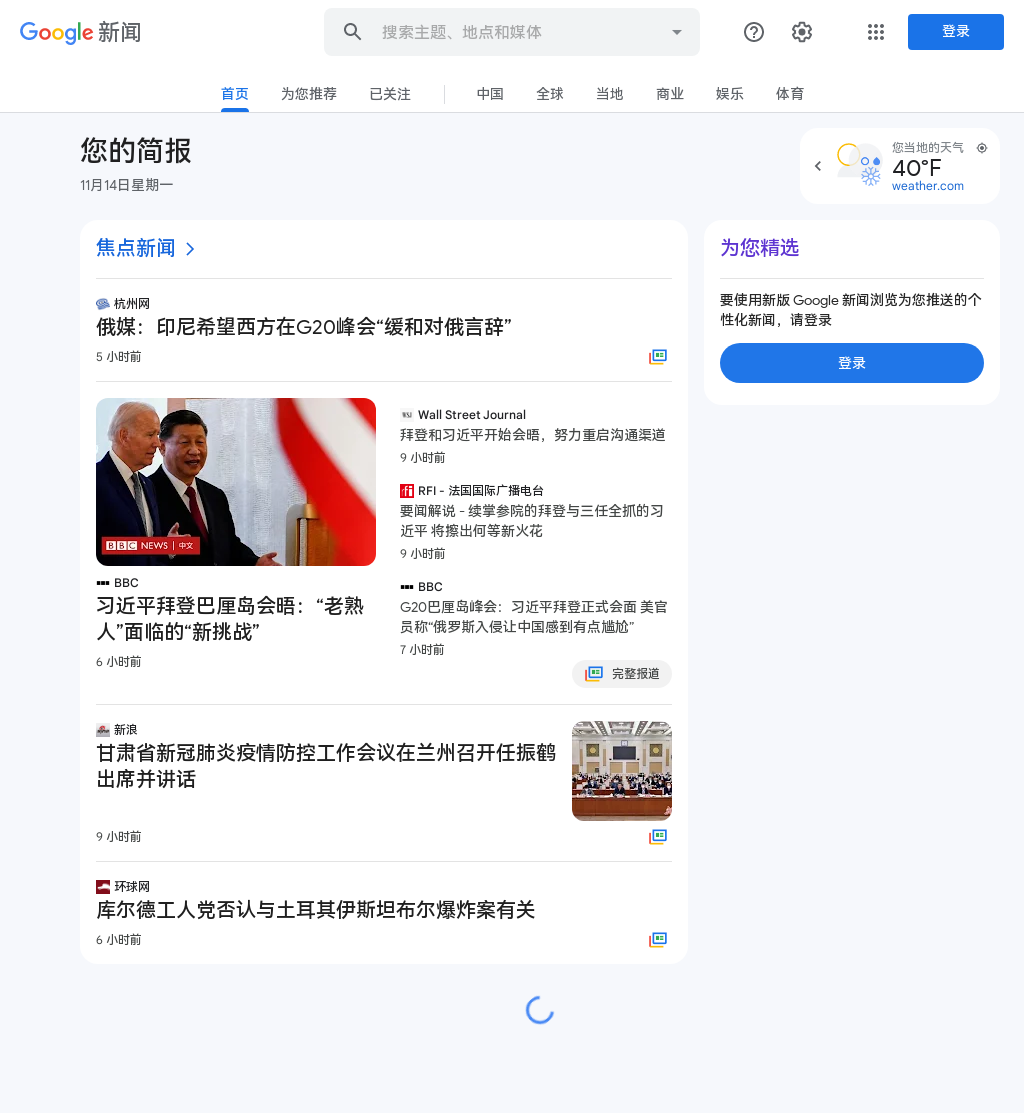 Google 新闻
搜索主题、地点和媒体
登录
首页
为您推荐
已关注
中国
全球
当地
商业
娱乐
体育
您的简报
11月14日星期一
您当地的天气
40°F
weather.com
焦点新闻
杭州网
俄媒：印尼希望西方在G20峰会“缓和对俄言辞”
5 小时前
BBC NEWS 中文
BBC
习近平拜登巴厘岛会晤：“老熟
人”面临的“新挑战”
6 小时前
Wall Street Journal
拜登和习近平开始会晤，努力重启沟通渠道
9 小时前
RFI - 法国国际广播电台
要闻解说 - 续掌参院的拜登与三任全抓的习
近平 将擦出何等新火花
9 小时前
BBC
G20巴厘岛峰会：习近平拜登正式会面 美官
员称“俄罗斯入侵让中国感到有点尴尬”
7 小时前
完整报道
新浪
甘肃省新冠肺炎疫情防控工作会议在兰州召开任振鹤
出席并讲话
9 小时前
环球网
库尔德工人党否认与土耳其伊斯坦布尔爆炸案有关
6 小时前
为您精选
要使用新版 Google 新闻浏览为您推送的个
性化新闻，请登录
登录